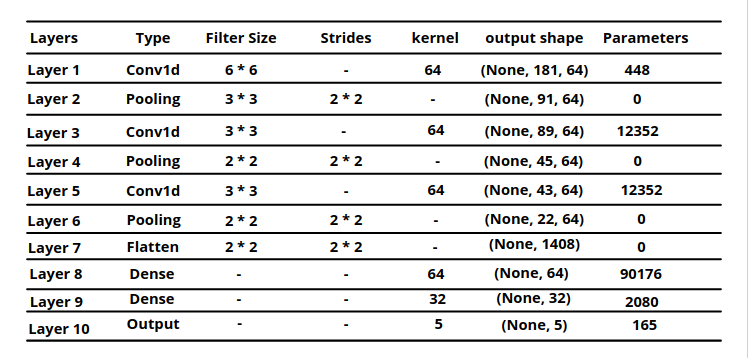 Layers Type Filter Size Strides kernel output shape Parameters
Layer 1 Conv1d 6 * 6 - 64 (None, 181, 64) 448
Layer 2 Pooling 3 * 3 2 * 2 - (None, 91, 64) 0
Layer 3 Conv1d 3 * 3 - 64 (None, 89, 64) 12352
Layer 4 Pooling 2 * 2 2 * 2 - (None, 45, 64) 0
Layer 5 Conv1d 3 * 3 - 64 (None, 43, 64) 12352
Layer 6 Pooling 2 * 2 2 * 2 - (None, 22, 64) 0
Layer 7 Flatten 2 * 2 2 * 2 - (None, 1408) 0
Layer 8 Dense - - 64 (None, 64) 90176
Layer 9 Dense - - 32 (None, 32) 2080
Layer 10 Output - - 5 (None, 5) 165